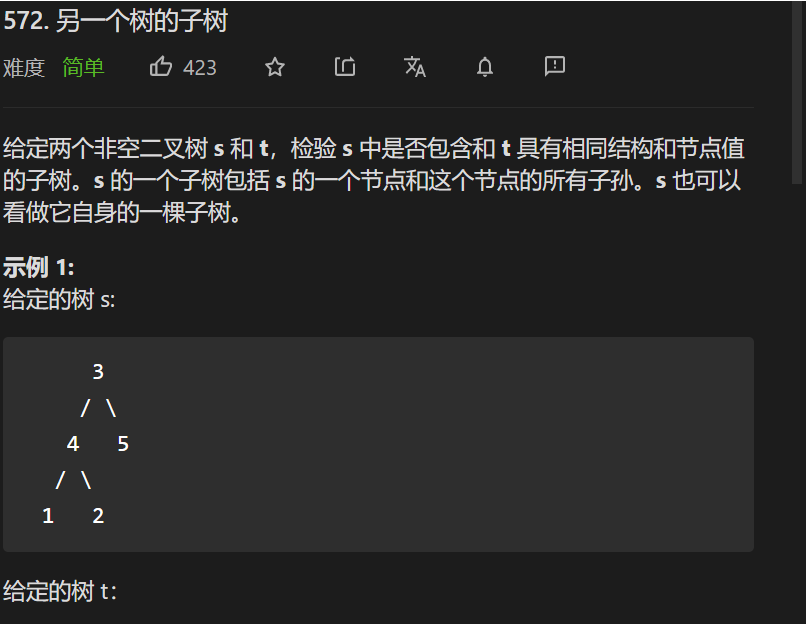 572. 另一个树的子树
难度 简单 423
给定两个非空二叉树 s 和 t，检验 s 中是否包含和 t 具有相同结构和节点值
的子树。s 的一个子树包括 s 的一个节点和这个节点的所有子孙。s 也可以
看做它自身的一棵子树。
示例 1:
给定的树 s:
3
/ \
4 5
/ \
1 2
给定的树 t：